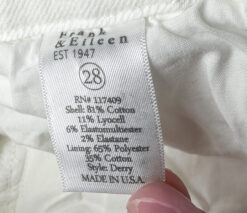 Frank
& Eileen
EST 1947
28
RN# 117409
Shell: 81% Cotton
11% Lyocell
6% Elastomultiester
2% Elastane
Lining: 65% Polyester
35% Cotton
Style: Derry
MADE IN U.S.A.